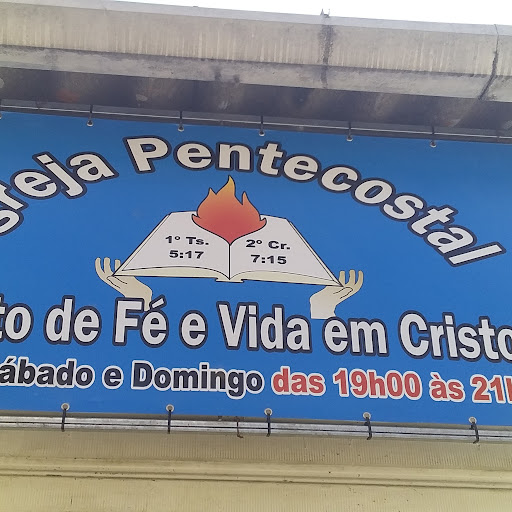 greja Pentecostal
1º Ts.
5:17
2º Cr.
7:15
to de Fé e Vida em Cristo
ábado e Domingo das 19h00 às 21h